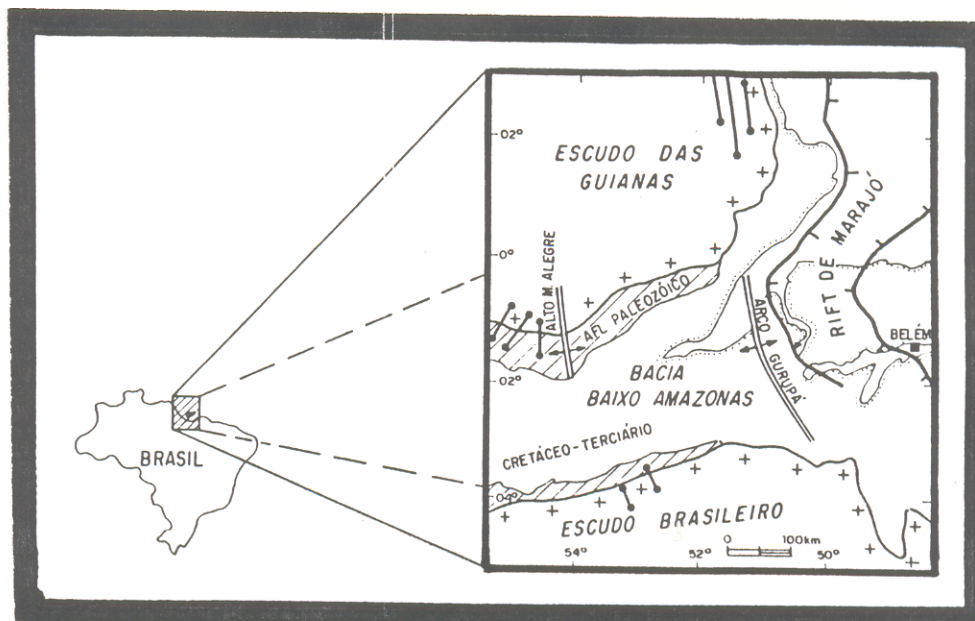 02°
ESCUDO DAS
GUIANAS
0°
ALTO M. ALEGRE
AFL PALEOZÓICO
RIFT DE MARAJÓ
ARCO GURUPÁ
BELÉM
02°
BACIA
BAIXO AMAZONAS
CRETÁCEO-TERCIÁRIO
04°
ESCUDO BRASILEIRO
0 100km
54° 52° 50°
BRASIL